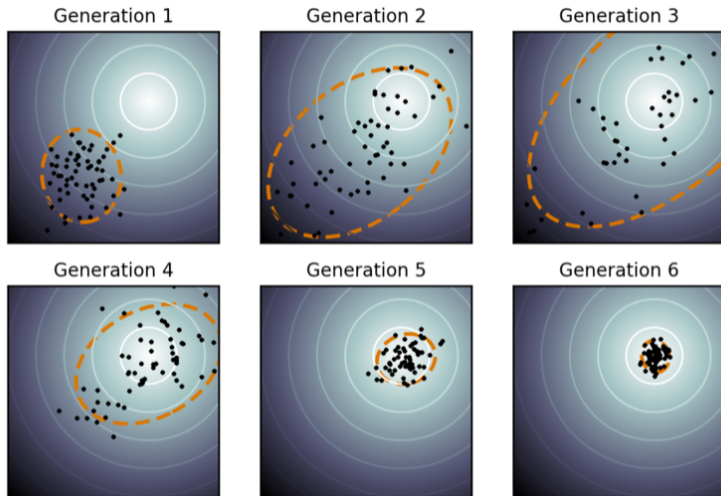 Generation 1
Generation 2
Generation 3
Generation 4
Generation 5
Generation 6